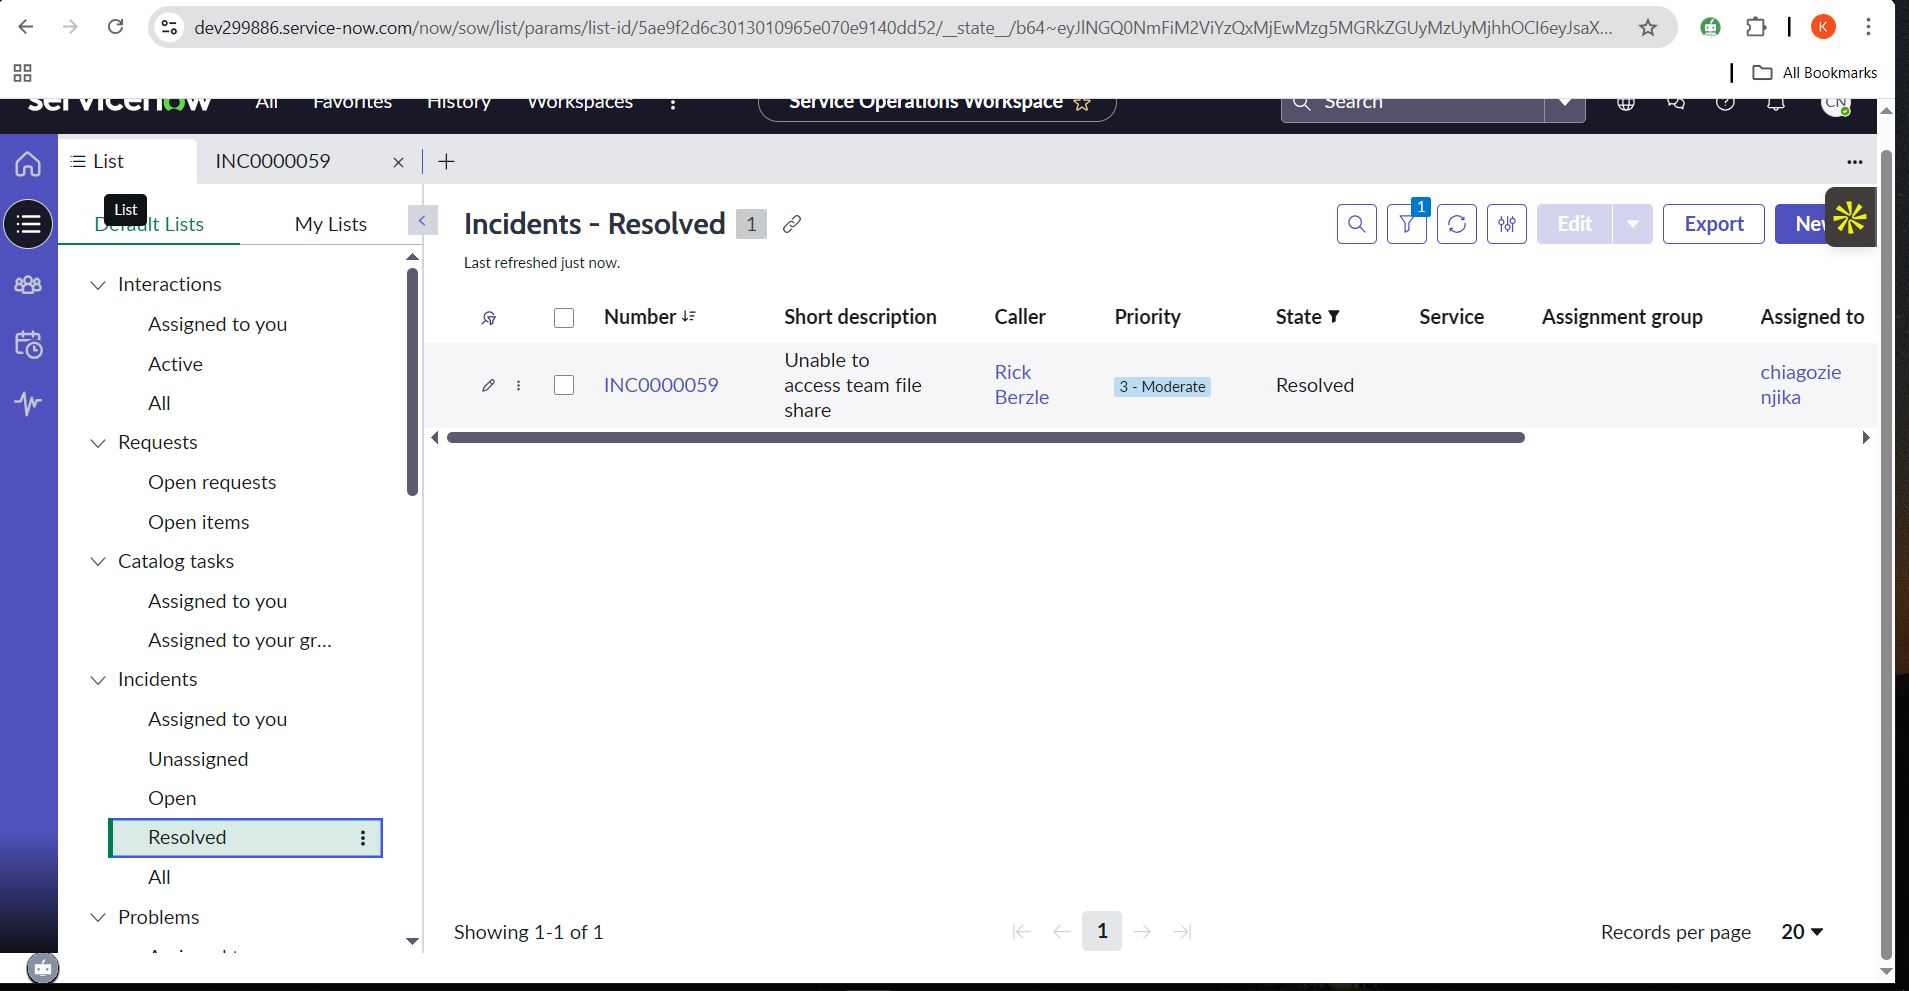 dev299886.service-now.com/now/sow/list/params/list-id/5ae9f2d6c3013010965e070e9140dd52/__state__/b64~eyJlNGQ0NmFiM2ViYzQxMjEwMzg5MGRkZGUyMzUyMjhhOCI6eyJsaX...
K
All Bookmarks
servicenow All Favorites History Workspaces Service Operations Workspace Search CN
List INC0000059
List
Default Lists My Lists
Incidents - Resolved 1
1
Edit Export New
Last refreshed just now.
Interactions
Assigned to you
Active
All
Requests
Open requests
Open items
Catalog tasks
Assigned to you
Assigned to your gr...
Incidents
Assigned to you
Unassigned
Open
Resolved
All
Problems
Number Short description Caller Priority State Service Assignment group Assigned to
INC0000059 Unable to access team file share Rick Berzle 3 - Moderate Resolved chiagozie njika
Showing 1-1 of 1
1
Records per page 20